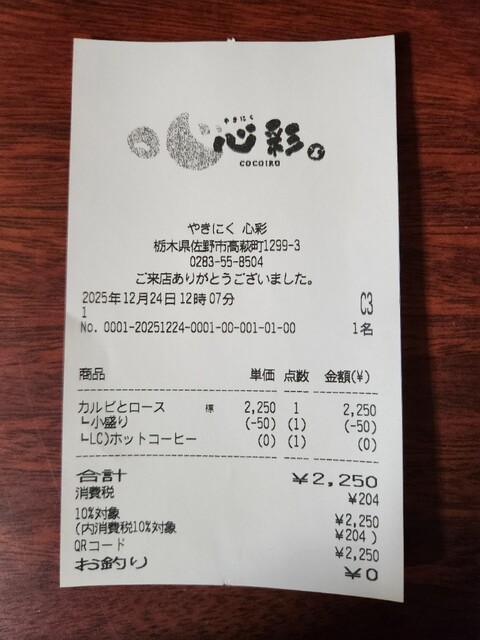 やきにく
心彩
COCOIRO
やきにく 心彩
栃木県佐野市高萩町1299-3
0283-55-8504
ご来店ありがとうございました。
2025年12月24日12時07分 C3
1
No. 0001-20251224-0001-00-001-01-00 1名
商品 単価 点数 金額(¥)
カルビとロース 標 2,250 1 2,250
┗小盛り (-50) (1) (-50)
┗LC)ホットコーヒー (0) (1) (0)
合計 ¥2,250
消費税 ¥204
10%対象 ¥2,250
(内消費税10%対象 ¥204 )
QRコード ¥2,250
お釣り ¥0